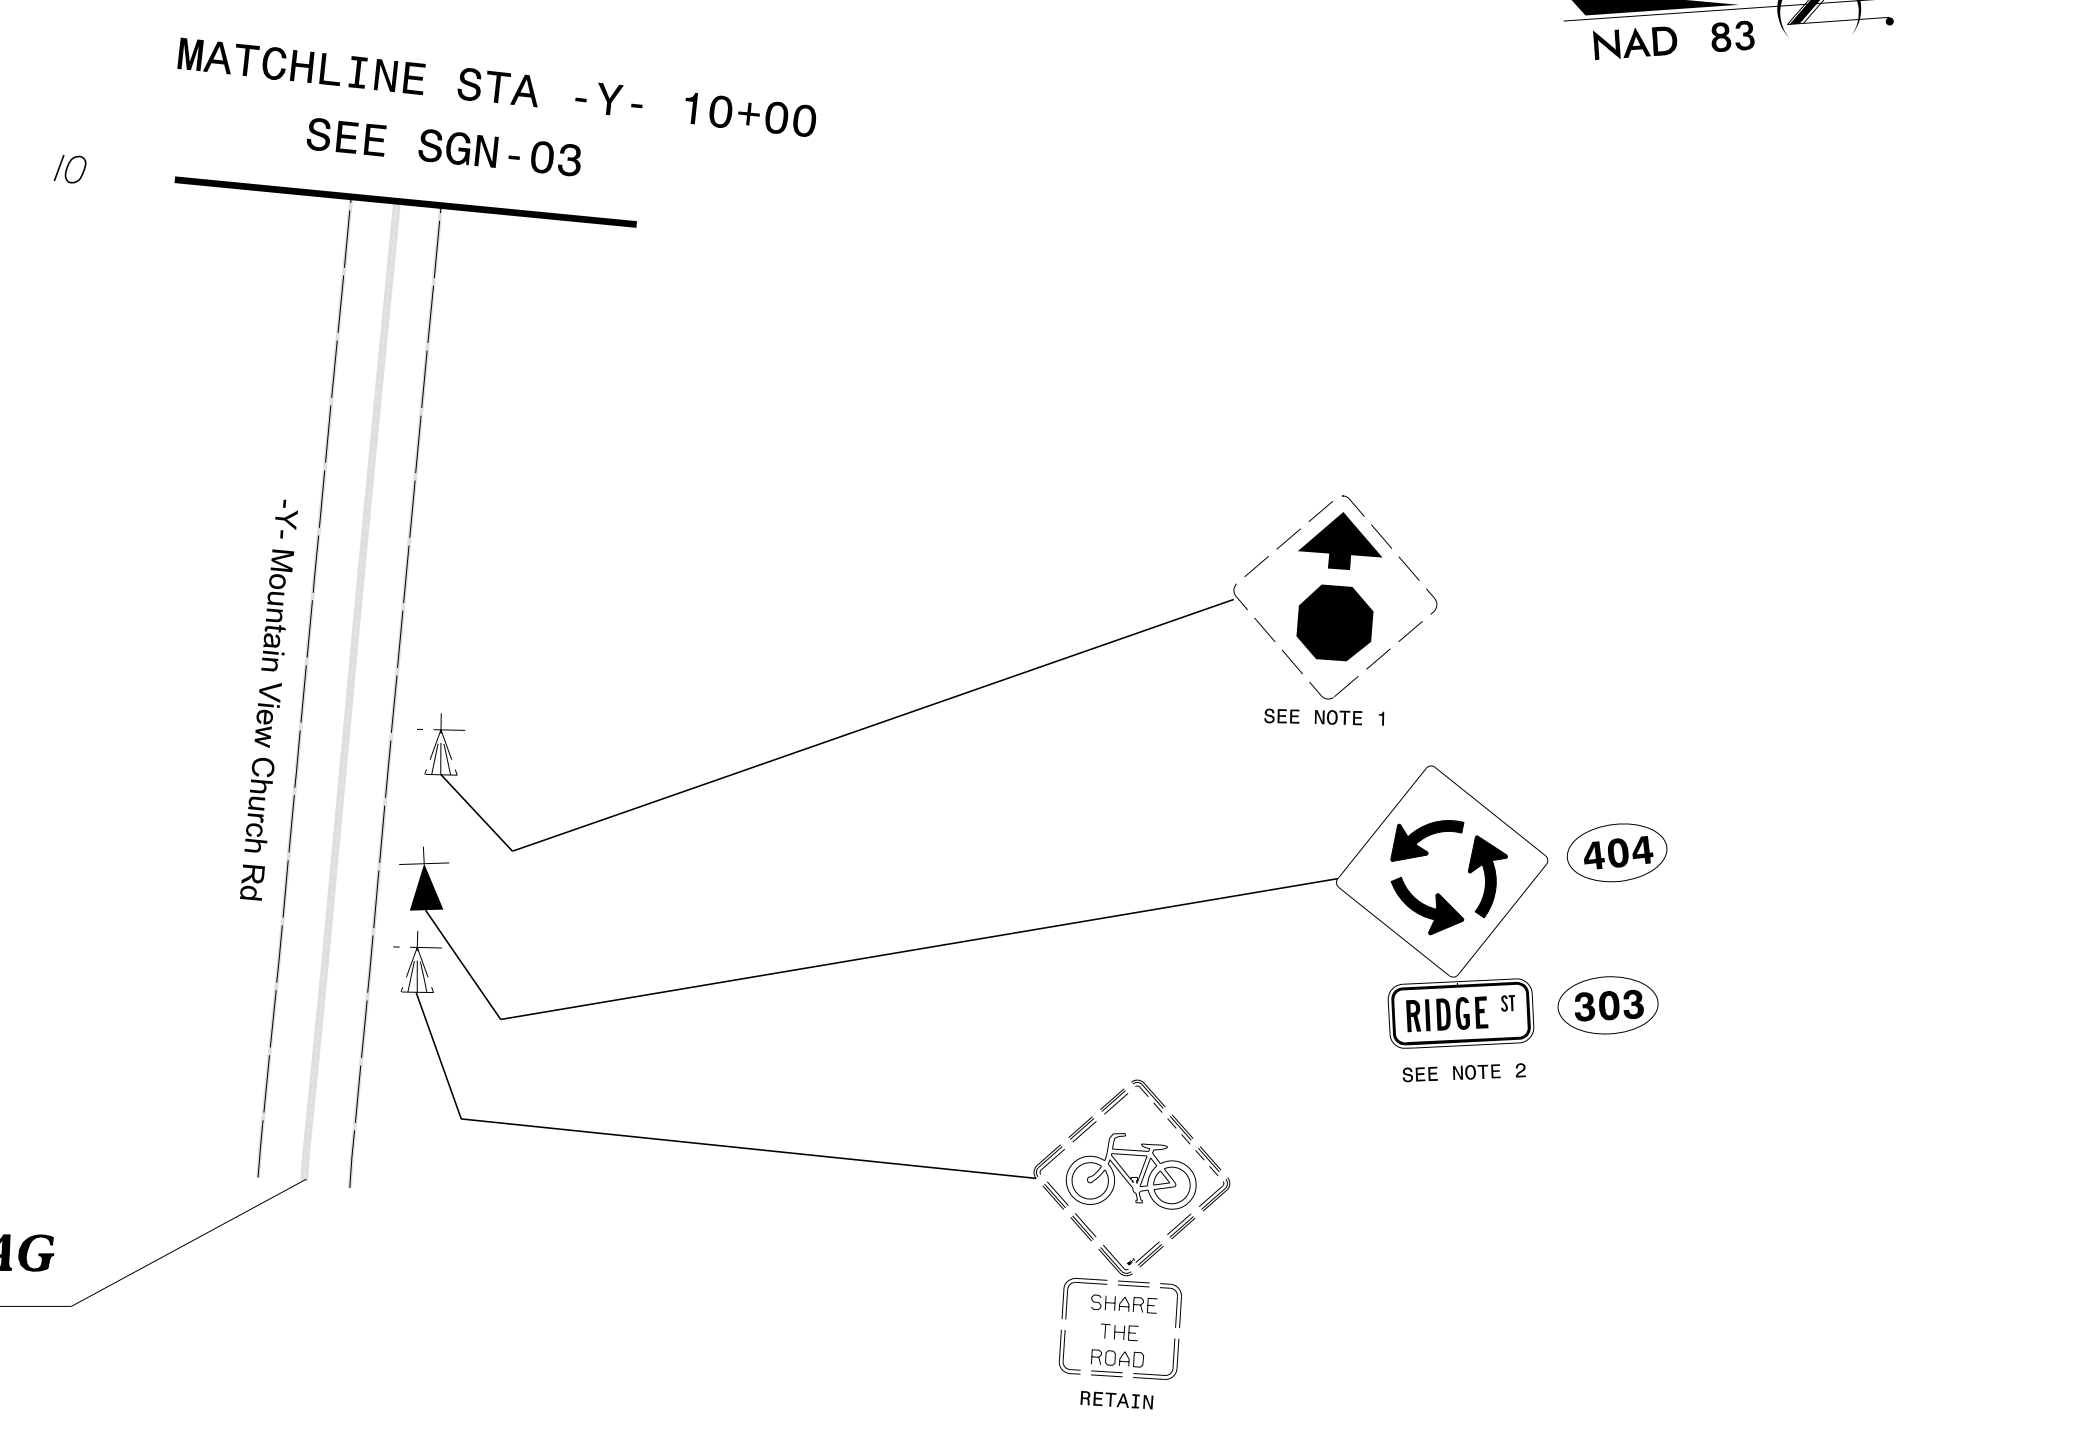 NAD 83
MATCHLINE STA -Y- 10+00
SEE SGN-03
10
-Y- Mountain View Church Rd
SEE NOTE 1
404
RIDGE ST
303
SEE NOTE 2
AG
SHARE
THE
ROAD
RETAIN